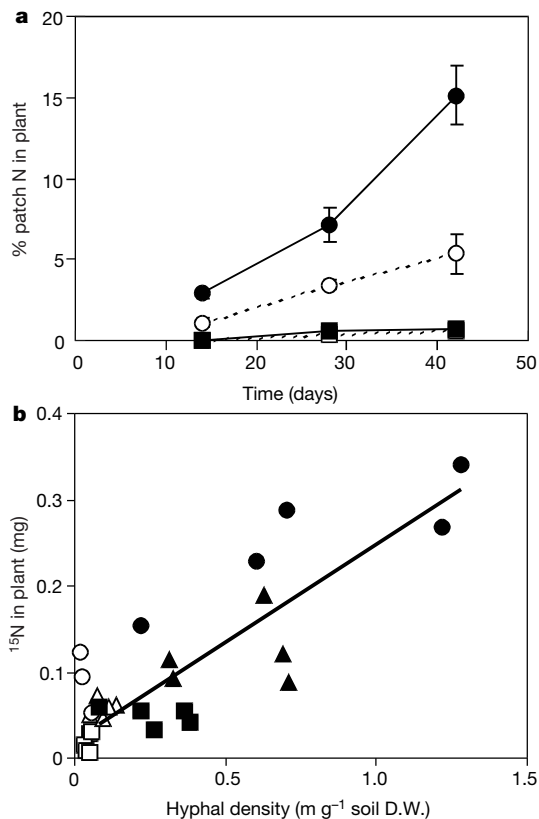 a
20
15
10
5
0
% patch N in plant
0 10 20 30 40 50
Time (days)
b
0.4
0.3
0.2
0.1
0
¹⁵N in plant (mg)
0 0.5 1.0 1.5
Hyphal density (m g⁻¹ soil D.W.)